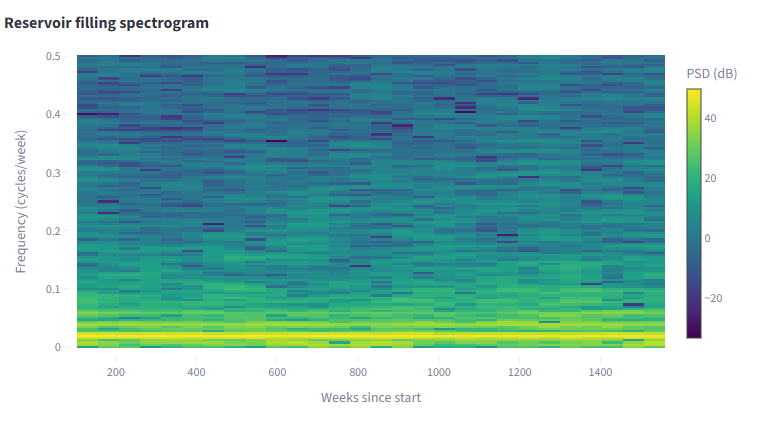 Reservoir filling spectrogram
PSD (dB)
Frequency (cycles/week)
0.5
0.4
0.3
0.2
0.1
0
40
20
0
−20
200 400 600 800 1000 1200 1400
Weeks since start